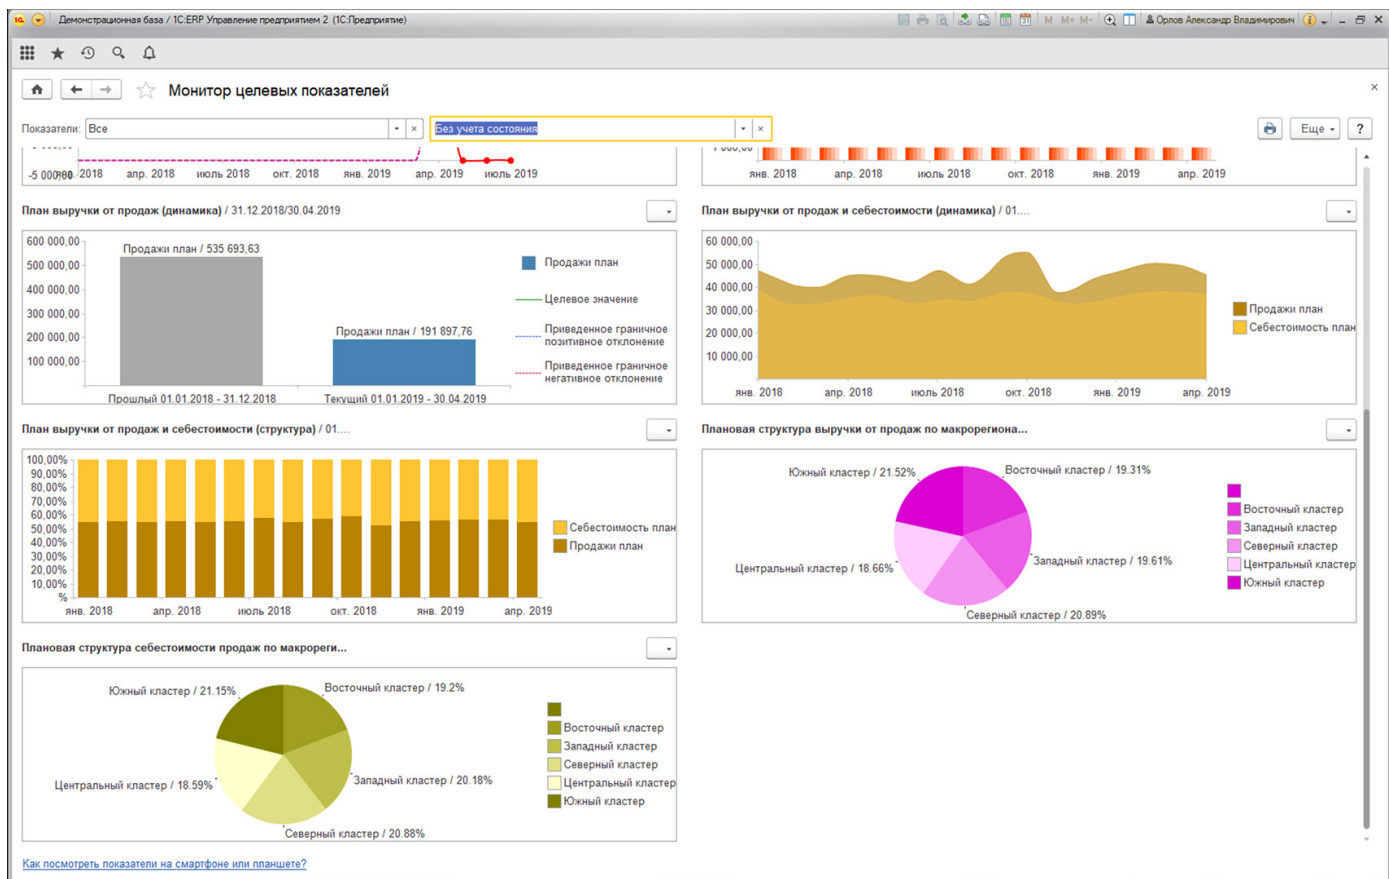 Демонстрационная база / 1С:ERP Управление предприятием 2 (1С:Предприятие)
M M+ M- Орлов Александр Владимирович
Монитор целевых показателей
Показатели: Все Без учета состояния Еще ?
-5 000,00 янв. 2018 апр. 2018 июль 2018 окт. 2018 янв. 2019 апр. 2019 июль 2019
янв. 2018 апр. 2018 июль 2018 окт. 2018 янв. 2019 апр. 2019
План выручки от продаж (динамика) / 31.12.2018/30.04.2019
600 000,00
500 000,00
400 000,00
300 000,00
200 000,00
100 000,00
Продажи план / 535 693,63
Продажи план / 191 897,76
Прошлый 01.01.2018 - 31.12.2018
Текущий 01.01.2019 - 30.04.2019
Продажи план
Целевое значение
Приведенное граничное
позитивное отклонение
Приведенное граничное
негативное отклонение
План выручки от продаж и себестоимости (динамика) / 01....
60 000,00
50 000,00
40 000,00
30 000,00
20 000,00
10 000,00
янв. 2018 апр. 2018 июль 2018 окт. 2018 янв. 2019 апр. 2019
Продажи план
Себестоимость план
План выручки от продаж и себестоимости (структура) / 01....
100,00%
90,00%
80,00%
70,00%
60,00%
50,00%
40,00%
30,00%
20,00%
10,00%
%
янв. 2018 апр. 2018 июль 2018 окт. 2018 янв. 2019 апр. 2019
Себестоимость план
Продажи план
Плановая структура выручки от продаж по макрорегиона...
Южный кластер / 21.52%
Восточный кластер / 19.31%
Центральный кластер / 18.66%
Западный кластер / 19.61%
Северный кластер / 20.89%
Восточный кластер
Западный кластер
Северный кластер
Центральный кластер
Южный кластер
Плановая структура себестоимости продаж по макрореги...
Южный кластер / 21.15%
Восточный кластер / 19.2%
Центральный кластер / 18.59%
Западный кластер / 20.18%
Северный кластер / 20.88%
Восточный кластер
Западный кластер
Северный кластер
Центральный кластер
Южный кластер
Как посмотреть показатели на смартфоне или планшете?